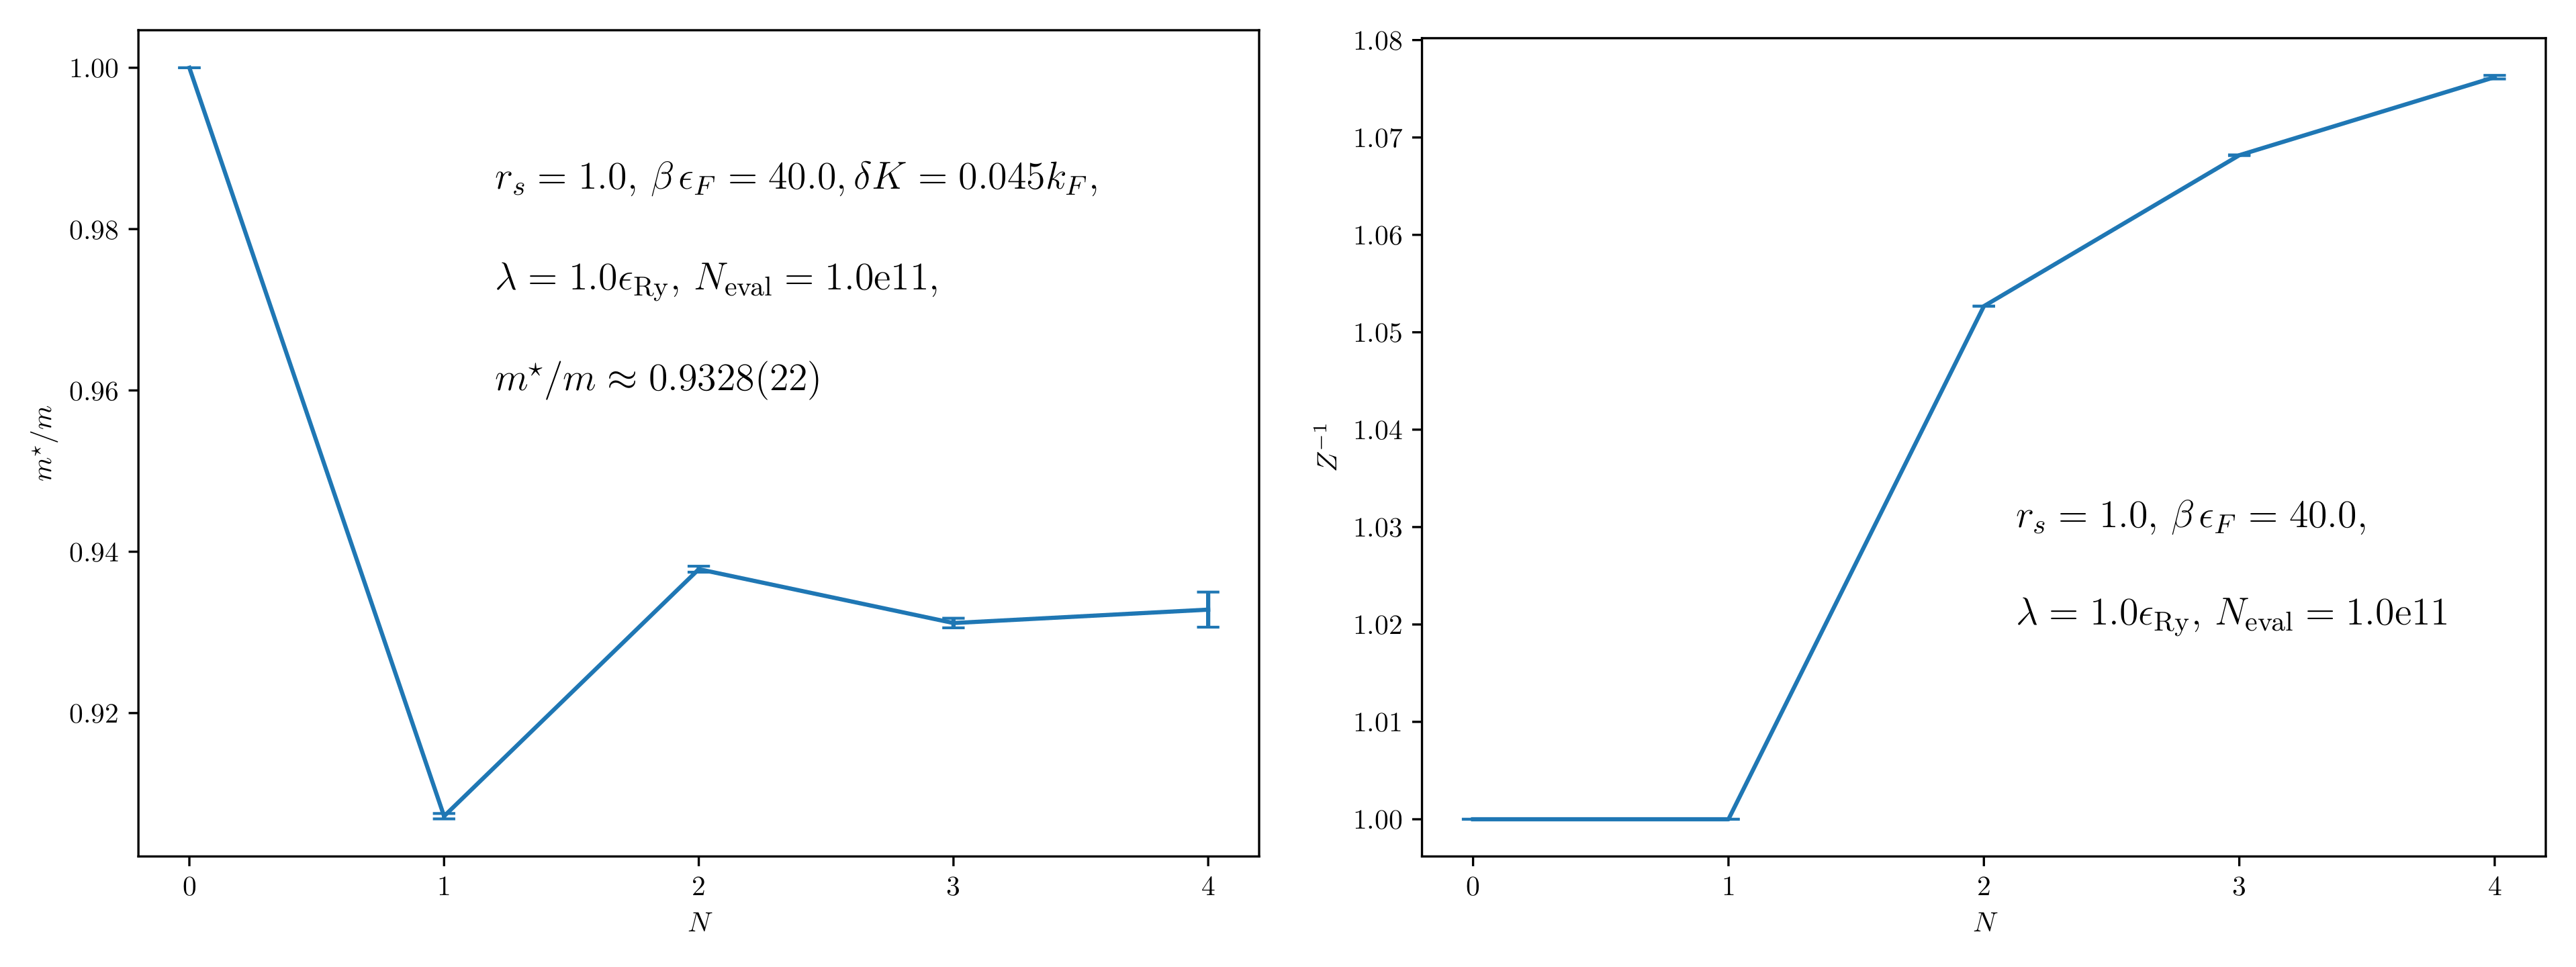 1.00
0.98
0.96
0.94
0.92
m⋆/m
r_s = 1.0, β ϵ_F = 40.0, δK = 0.045k_F,
λ = 1.0ϵ_Ry, N_eval = 1.0e11,
m⋆/m ≈ 0.9328(22)
0 1 2 3 4
N
1.08
1.07
1.06
1.05
1.04
1.03
1.02
1.01
1.00
Z⁻¹
r_s = 1.0, β ϵ_F = 40.0,
λ = 1.0ϵ_Ry, N_eval = 1.0e11
0 1 2 3 4
N